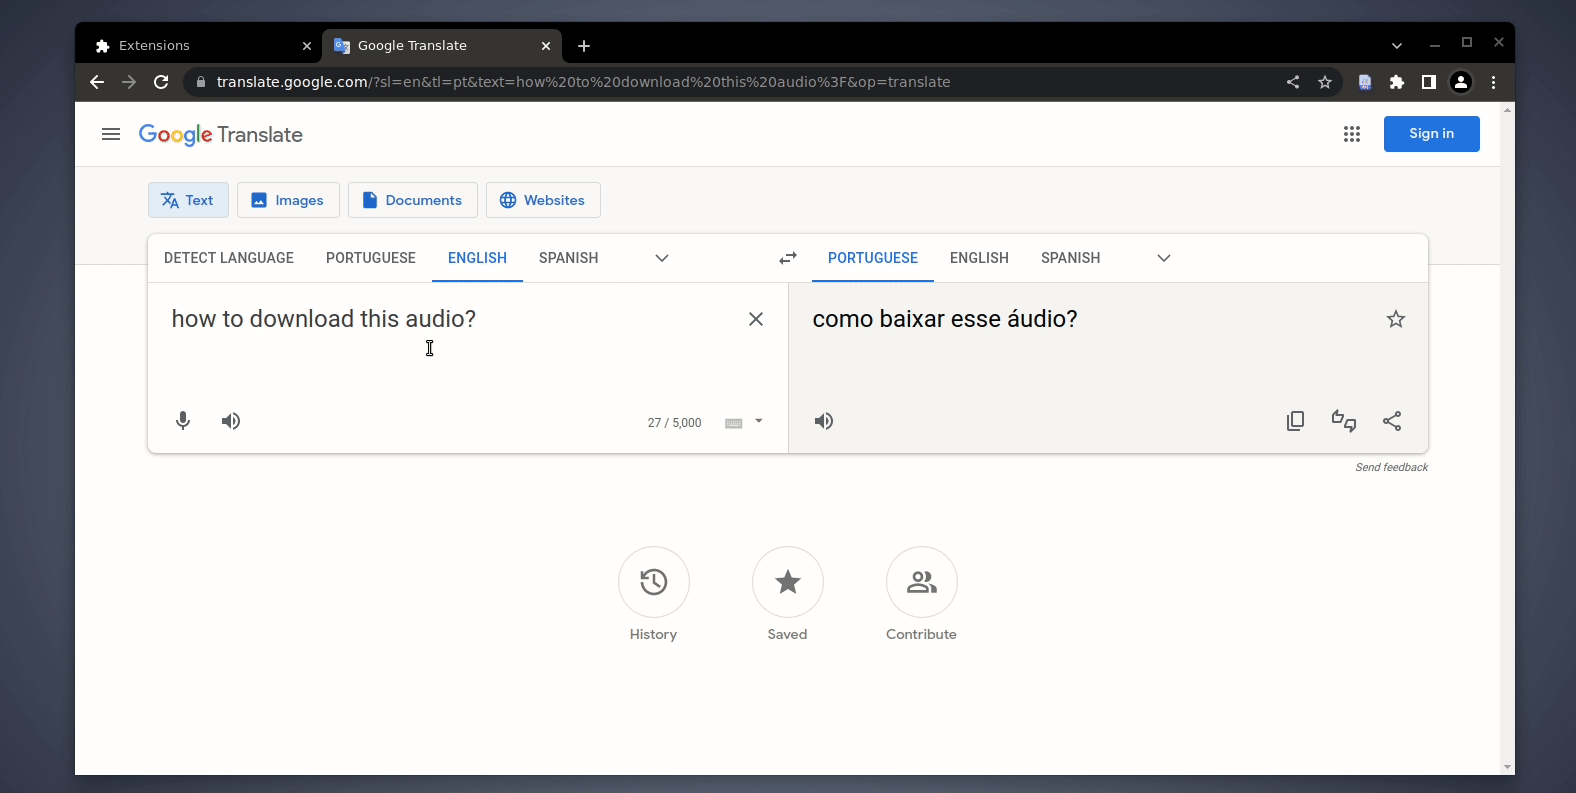 Extensions
Google Translate
translate.google.com/?sl=en&tl=pt&text=how%20to%20download%20this%20audio%3F&op=translate
Google Translate
Sign in
Text Images Documents Websites
DETECT LANGUAGE PORTUGUESE ENGLISH SPANISH PORTUGUESE ENGLISH SPANISH
how to download this audio?
como baixar esse áudio?
27 / 5,000
Send feedback
History Saved Contribute